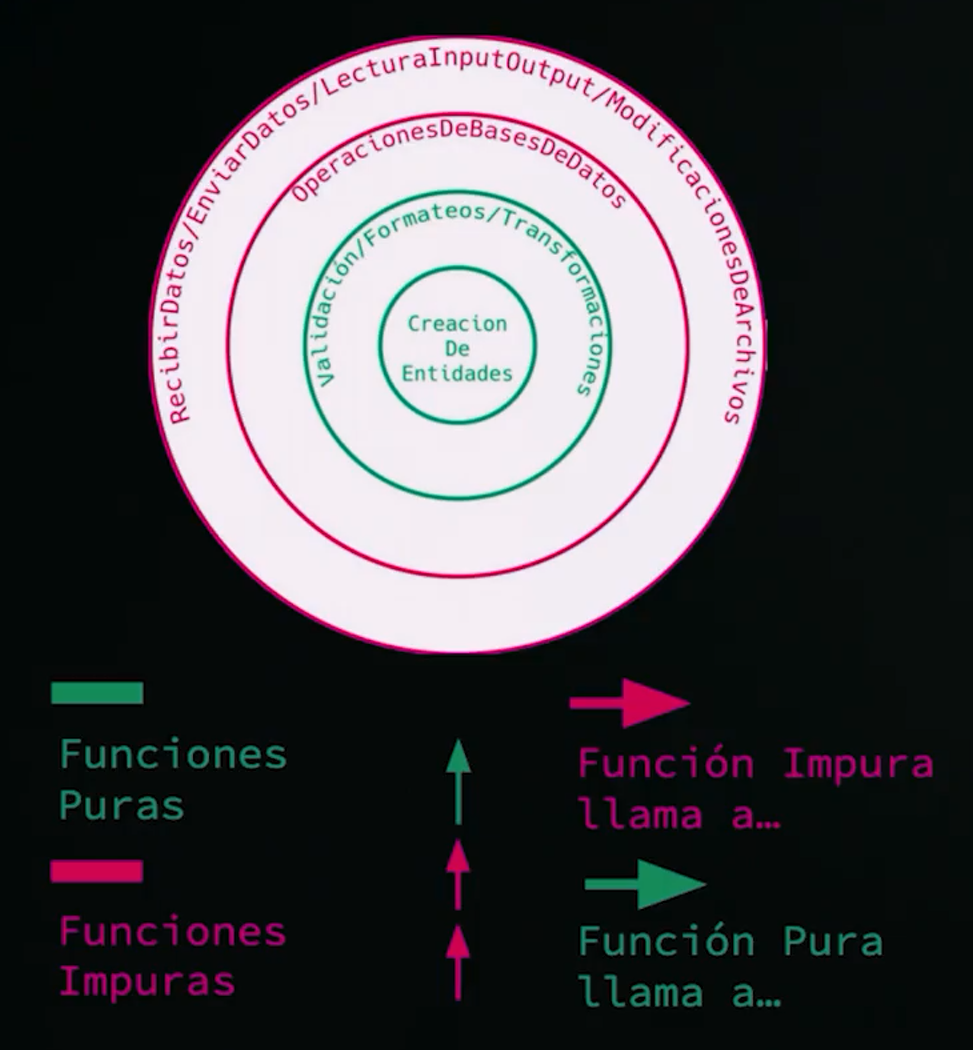 RecibirDatos/EnviarDatos/LecturaInputOutput/ModificacionesDeArchivos
OperacionesDeBasesDeDatos
Validación/Formateos/Transformaciones
Creacion
De
Entidades
Funciones
Puras
Función Impura
llama a…
Funciones
Impuras
Función Pura
llama a…